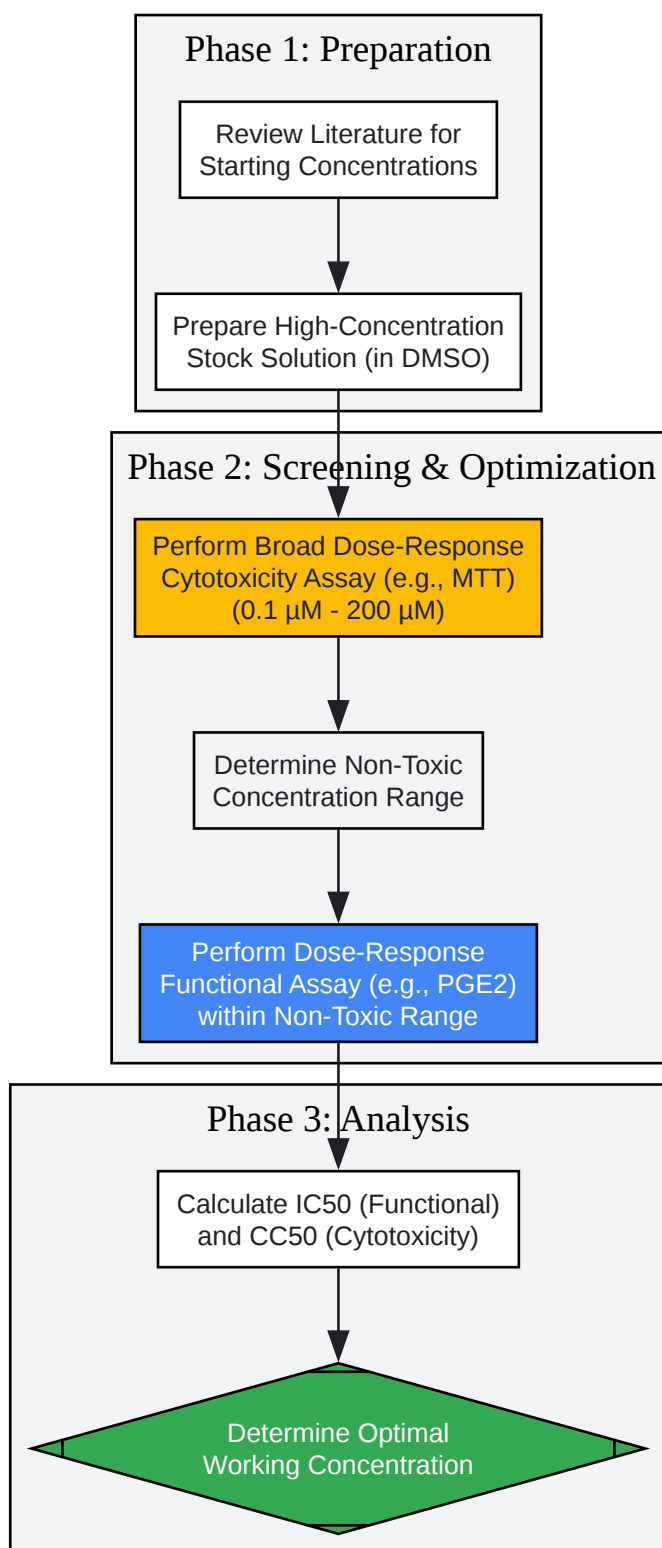 Phase 1: Preparation
Review Literature for
Starting Concentrations
Prepare High-Concentration
Stock Solution (in DMSO)
Phase 2: Screening & Optimization
Perform Broad Dose-Response
Cytotoxicity Assay (e.g., MTT)
(0.1 µM - 200 µM)
Determine Non-Toxic
Concentration Range
Perform Dose-Response
Functional Assay (e.g., PGE2)
within Non-Toxic Range
Phase 3: Analysis
Calculate IC50 (Functional)
and CC50 (Cytotoxicity)
Determine Optimal
Working Concentration